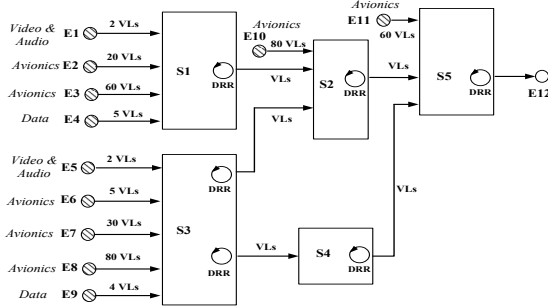 Video & Audio E1 2 VLs
Avionics E2 20 VLs
Avionics E3 60 VLs
Data E4 5 VLs
S1
DRR
Avionics
E10 80 VLs
VLs
VLs
S2
DRR
Avionics
E11
60 VLs
VLs
S5
DRR
E12
Video & Audio E5 2 VLs
Avionics E6 5 VLs
Avionics E7 30 VLs
Avionics E8 80 VLs
Data E9 4 VLs
S3
DRR
DRR
VLs
S4
DRR
VLs